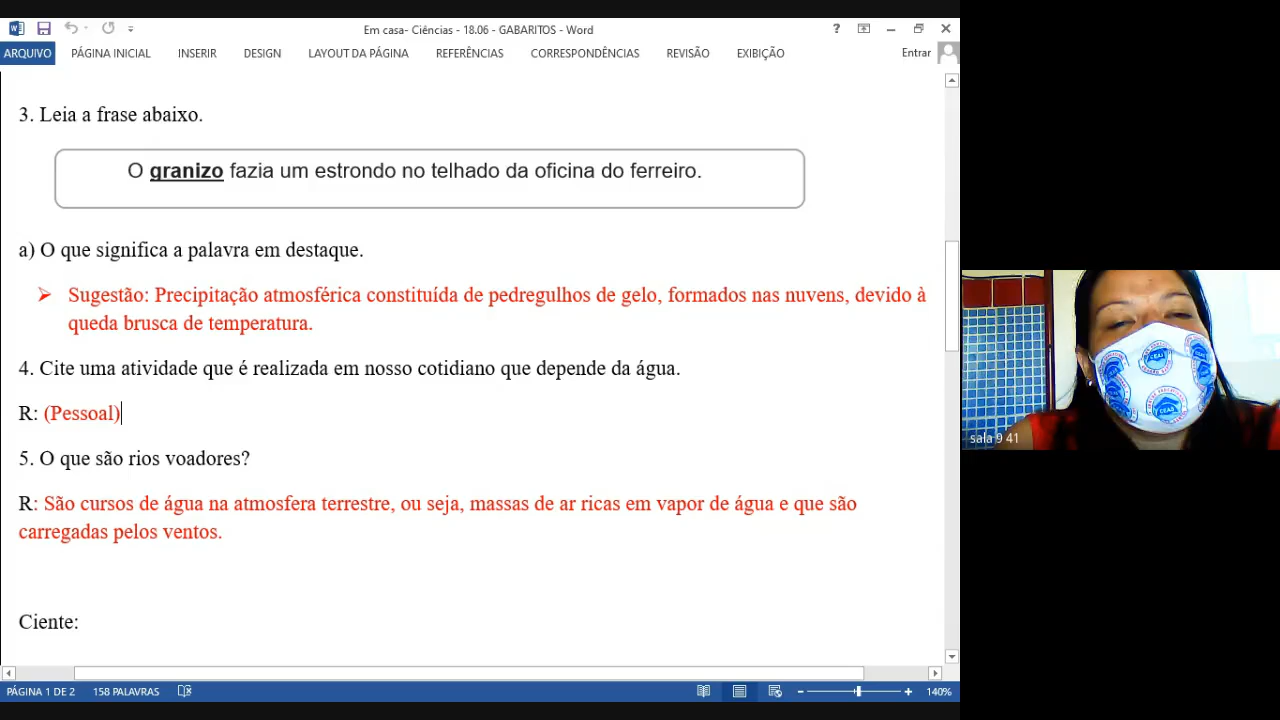 Em casa- Ciências - 18.06 - GABARITOS - Word
?
ARQUIVO PÁGINA INICIAL INSERIR DESIGN LAYOUT DA PÁGINA REFERÊNCIAS CORRESPONDÊNCIAS REVISÃO EXIBIÇÃO Entrar
3. Leia a frase abaixo.
O granizo fazia um estrondo no telhado da oficina do ferreiro.
a) O que significa a palavra em destaque.
➢ Sugestão: Precipitação atmosférica constituída de pedregulhos de gelo, formados nas nuvens, devido à
queda brusca de temperatura.
4. Cite uma atividade que é realizada em nosso cotidiano que depende da água.
R: (Pessoal)
5. O que são rios voadores?
R: São cursos de água na atmosfera terrestre, ou seja, massas de ar ricas em vapor de água e que são
carregadas pelos ventos.
Ciente:
PÁGINA 1 DE 2 158 PALAVRAS 140%
CEAS
sala 9 41